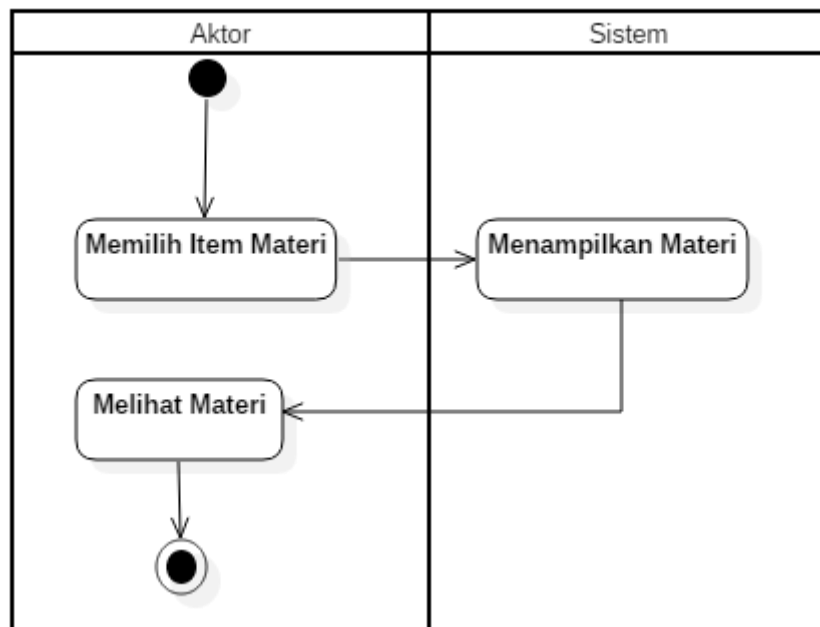 Aktor
Sistem
Memilih Item Materi
Menampilkan Materi
Melihat Materi